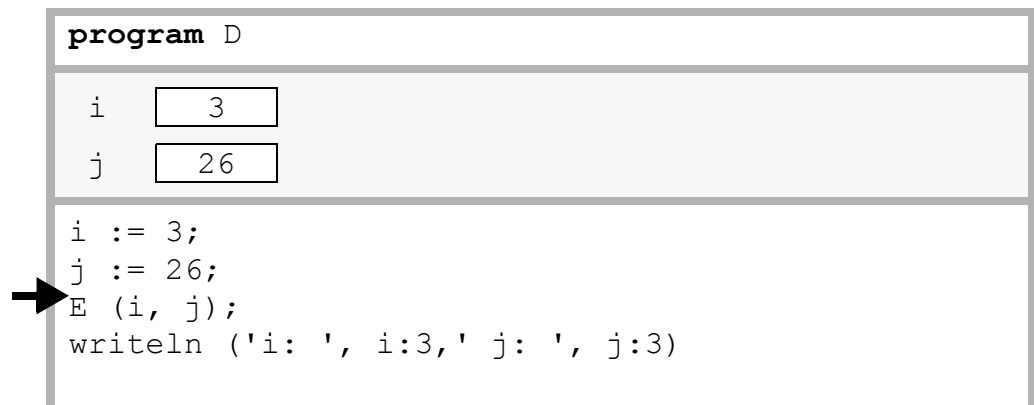 program D
i 3
j 26
i := 3;
j := 26;
E (i, j);
writeln ('i: ', i:3,' j: ', j:3)